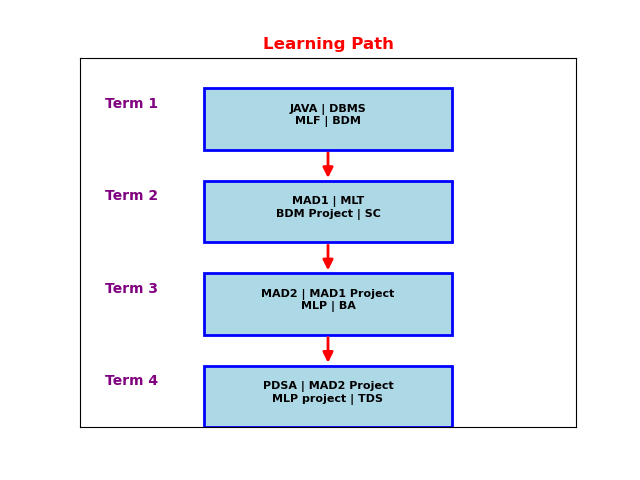 Learning Path
Term 1
JAVA | DBMS
MLF | BDM
Term 2
MAD1 | MLT
BDM Project | SC
Term 3
MAD2 | MAD1 Project
MLP | BA
Term 4
PDSA | MAD2 Project
MLP project | TDS